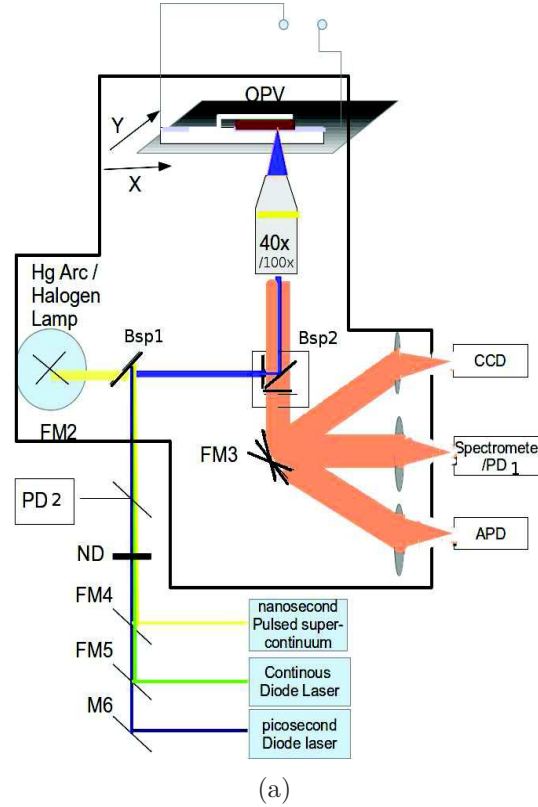 OPV
Y
X
40x
/100x
Hg Arc /
Halogen
Lamp
Bsp1
Bsp2
CCD
FM2
FM3
Spectromete
/PD 1
PD 2
APD
ND
FM4
nanosecond
Pulsed super-
continuum
FM5
Continous
Diode Laser
M6
picosecond
Diode laser
(a)